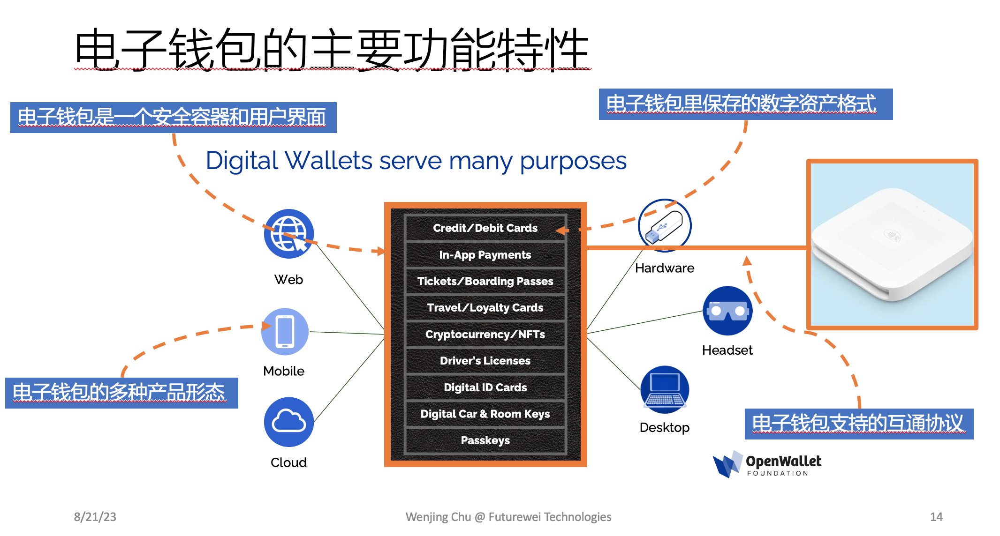 电子钱包的主要功能特性
电子钱包是一个安全容器和用户界面
电子钱包里保存的数字资产格式
Digital Wallets serve many purposes
Web
Mobile
Cloud
Credit/Debit Cards
In-App Payments
Tickets/Boarding Passes
Travel/Loyalty Cards
Cryptocurrency/NFTs
Driver's Licenses
Digital ID Cards
Digital Car & Room Keys
Passkeys
Hardware
Headset
Desktop
电子钱包的多种产品形态
电子钱包支持的互通协议
OpenWallet
FOUNDATION
8/21/23
Wenjing Chu @ Futurewei Technologies
14